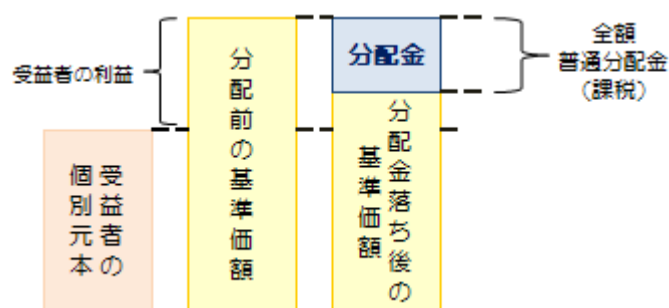 受益者の利益
受益者の
個別元本
分配前の基準価額
分配金
分配金落ち後の
基準価額
全額
普通分配金
(課税)